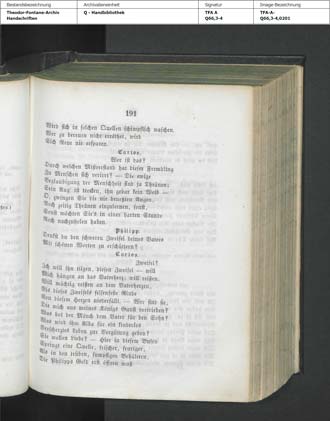 Bestandsbezeichnung Archivalieneinheit Signatur Image-Bezeichnung
Theodor-Fontane-Archiv Q - Handbibliothek TFA A TFA-A-
Handschriften Q66,3-4 Q66,3-4,0201
191
Wird sich in solchen Quellen schimpflich waschen.
Wer zu bereuen nicht erröthet, wird
Sich Reue nie ersparen.
Carlos.
Wer ist das?
Durch welchen Mißverstand hat dieser Fremdling
Zu Menschen sich verirrt? — Die ewige
Beglaubigung der Menschheit sind ja Thränen;
Sein Aug' ist trocken, ihn gebar kein Weib —
O, zwingen Sie die nie benetzten Augen,
Noch zeitig Thränen einzulernen, sonst,
Sonst möchten Sie's in einer harten Stunde
Noch nachzuholen haben.
Philipp.
Denkst du den schweren Zweifel deines Vaters
Mit schönen Worten zu erschüttern?
Carlos.
Zweifel?
Ich will ihn tilgen, diesen Zweifel — will
Mich hängen an das Vaterherz, will reißen,
Will mächtig reißen an dem Vaterherzen,
Bis dieses Zweifels felsenfeste Rinde
Von diesem Herzen niederfällt. — Wer sind sie,
Die mich aus meines Königs Gunst vertrieben?
Was bot der Mönch dem Vater für den Sohn?
Was wird ihm Alba für ein kinderlos
Verscherztes Leben zur Vergütung geben?
Sie wollen Liebe? — Hier in diesem Busen
Springt eine Quelle, frischer, feuriger,
Als in den trüben, sumpfigen Behältern,
Die Philipps Gold erst öffnen muß